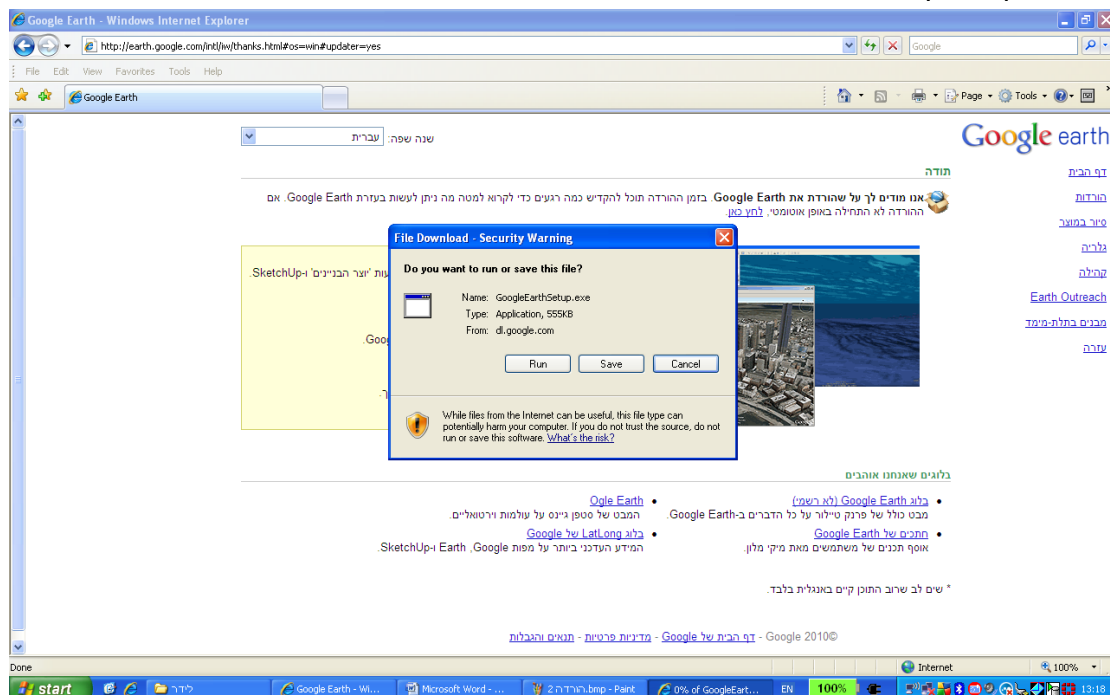 Google Earth - Windows Internet Explorer
http://earth.google.com/intl/iw/thanks.html#os=win#updater=yes
Google
File Edit View Favorites Tools Help
Google Earth
Page
Tools
Google earth
שנה שפה: עברית
תודה
אנו מודים לך על שהורדת את Google Earth. בזמן ההורדה תוכל להקדיש כמה רגעים כדי לקרוא למטה מה ניתן לעשות בעזרת Google Earth. אם
ההורדה לא התחילה באופן אוטומטי, לחץ כאן.
דף הבית
הורדות
סיור במוצר
גלריה
קהילה
Earth Outreach
מבנים בתלת-מימד
עזרה
'יוצר הבניינים' ו-SketchUp.
File Download - Security Warning
Do you want to run or save this file?
Name: GoogleEarthSetup.exe
Type: Application, 555KB
From: dl.google.com
Run Save Cancel
While files from the Internet can be useful, this file type can
potentially harm your computer. If you do not trust the source, do not
run or save this software. What's the risk?
בלוגים שאנחנו אוהבים
בלוג Google Earth (לא רשמי)
מבט כולל של פרנק טיילור על כל הדברים ב-Google Earth.
חתכים של Google Earth
אוסף תכנים של משתמשים מאת מיקי מלון.
Ogle Earth
המבט של סטפן גיינס על עולמות וירטואליים.
בלוג LatLong של Google
המידע העדכני ביותר על מפות Google, Earth ו-SketchUp.
* שים לב שרוב התוכן קיים באנגלית בלבד.
©2010 Google - דף הבית של Google - מדיניות פרטיות - תנאים והגבלות
Done
Internet
100%
start
לידר
Google Earth - Wi...
Microsoft Word - ...
הורדה 2.bmp - Paint
0% of GoogleEart...
EN
100%
13:18